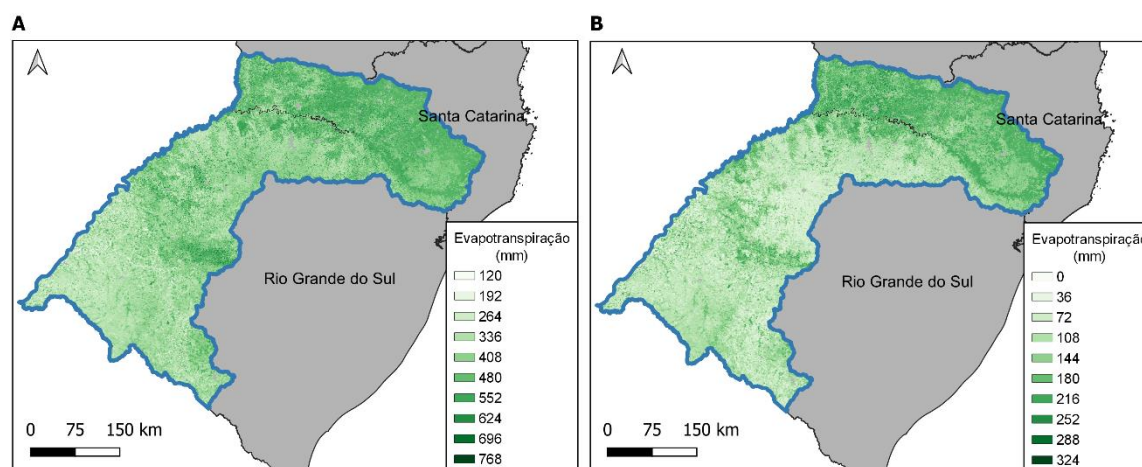 A
Santa Catarina
Rio Grande do Sul
Evapotranspiração
(mm)
120
192
264
336
408
480
552
624
696
768
0 75 150 km
B
Santa Catarina
Rio Grande do Sul
Evapotranspiração
(mm)
0
36
72
108
144
180
216
252
288
324
0 75 150 km